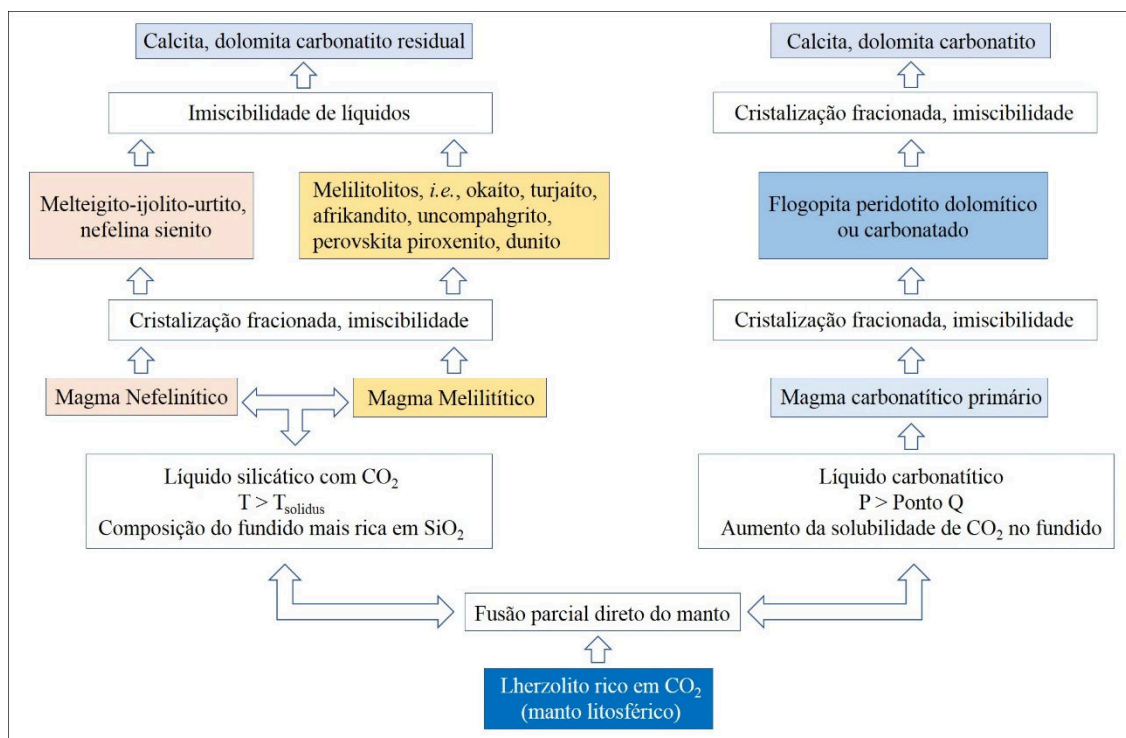 Calcita, dolomita carbonatito residual
Calcita, dolomita carbonatito
Imiscibilidade de líquidos
Cristalização fracionada, imiscibilidade
Melteigito-ijolito-urtito,
nefelina sienito
Melilitolitos, i.e., okaíto, turjaíto,
afrikandito, uncompahgrito,
perovskita piroxenito, dunito
Flogopita peridotito dolomítico
ou carbonatado
Cristalização fracionada, imiscibilidade
Cristalização fracionada, imiscibilidade
Magma Nefelinítico
Magma Melilitítico
Magma carbonatítico primário
Líquido silicático com CO₂
T > Tsolidus
Composição do fundido mais rica em SiO₂
Líquido carbonatítico
P > Ponto Q
Aumento da solubilidade de CO₂ no fundido
Fusão parcial direto do manto
Lherzolito rico em CO₂
(manto litosférico)